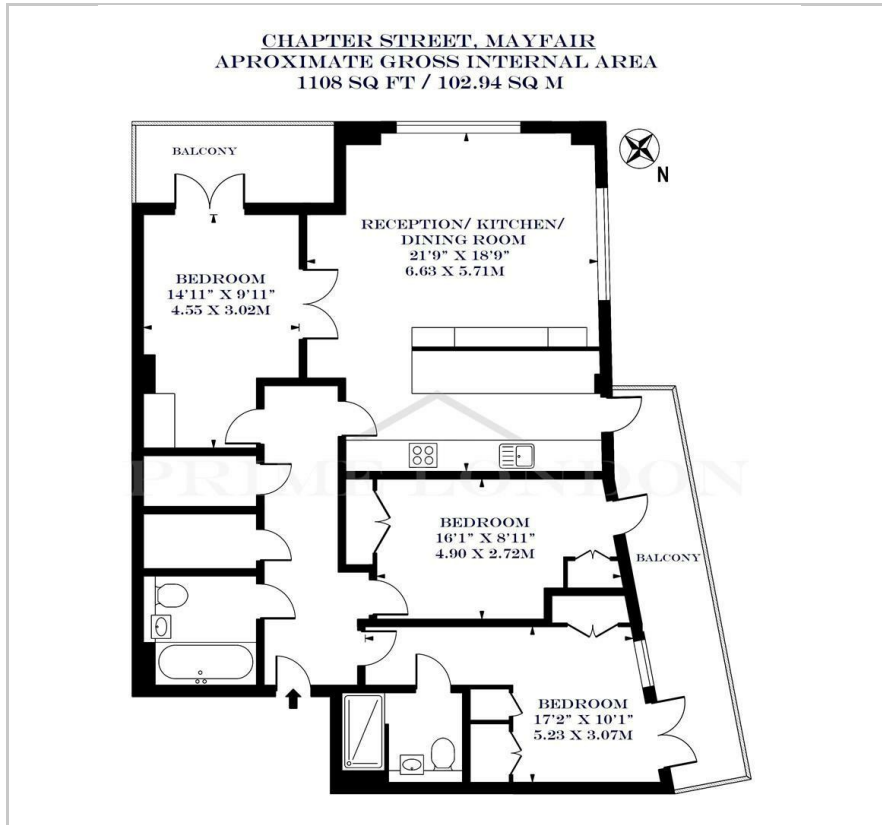 CHAPTER STREET, MAYFAIR
APROXIMATE GROSS INTERNAL AREA
1108 SQ FT / 102.94 SQ M
BALCONY
N
RECEPTION/ KITCHEN/
DINING ROOM
21'9" X 18'9"
6.63 X 5.71M
BEDROOM
14'11" X 9'11"
4.55 X 3.02M
PRIME LONDON
BEDROOM
16'1" X 8'11"
4.90 X 2.72M
BALCONY
BEDROOM
17'2" X 10'1"
5.23 X 3.07M